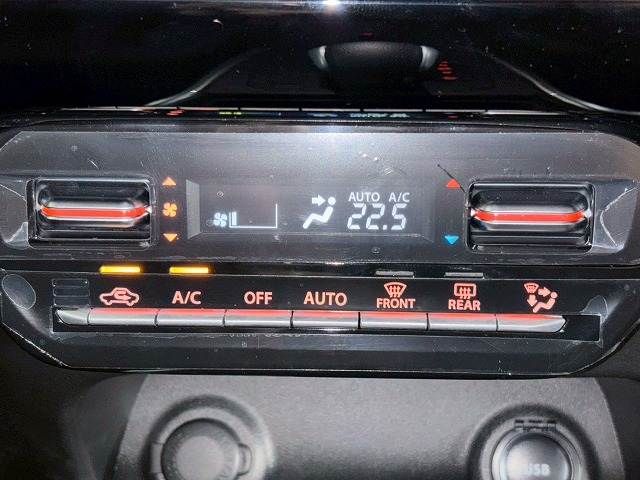 AUTO A/C
22.5
A/C OFF AUTO FRONT REAR
USB